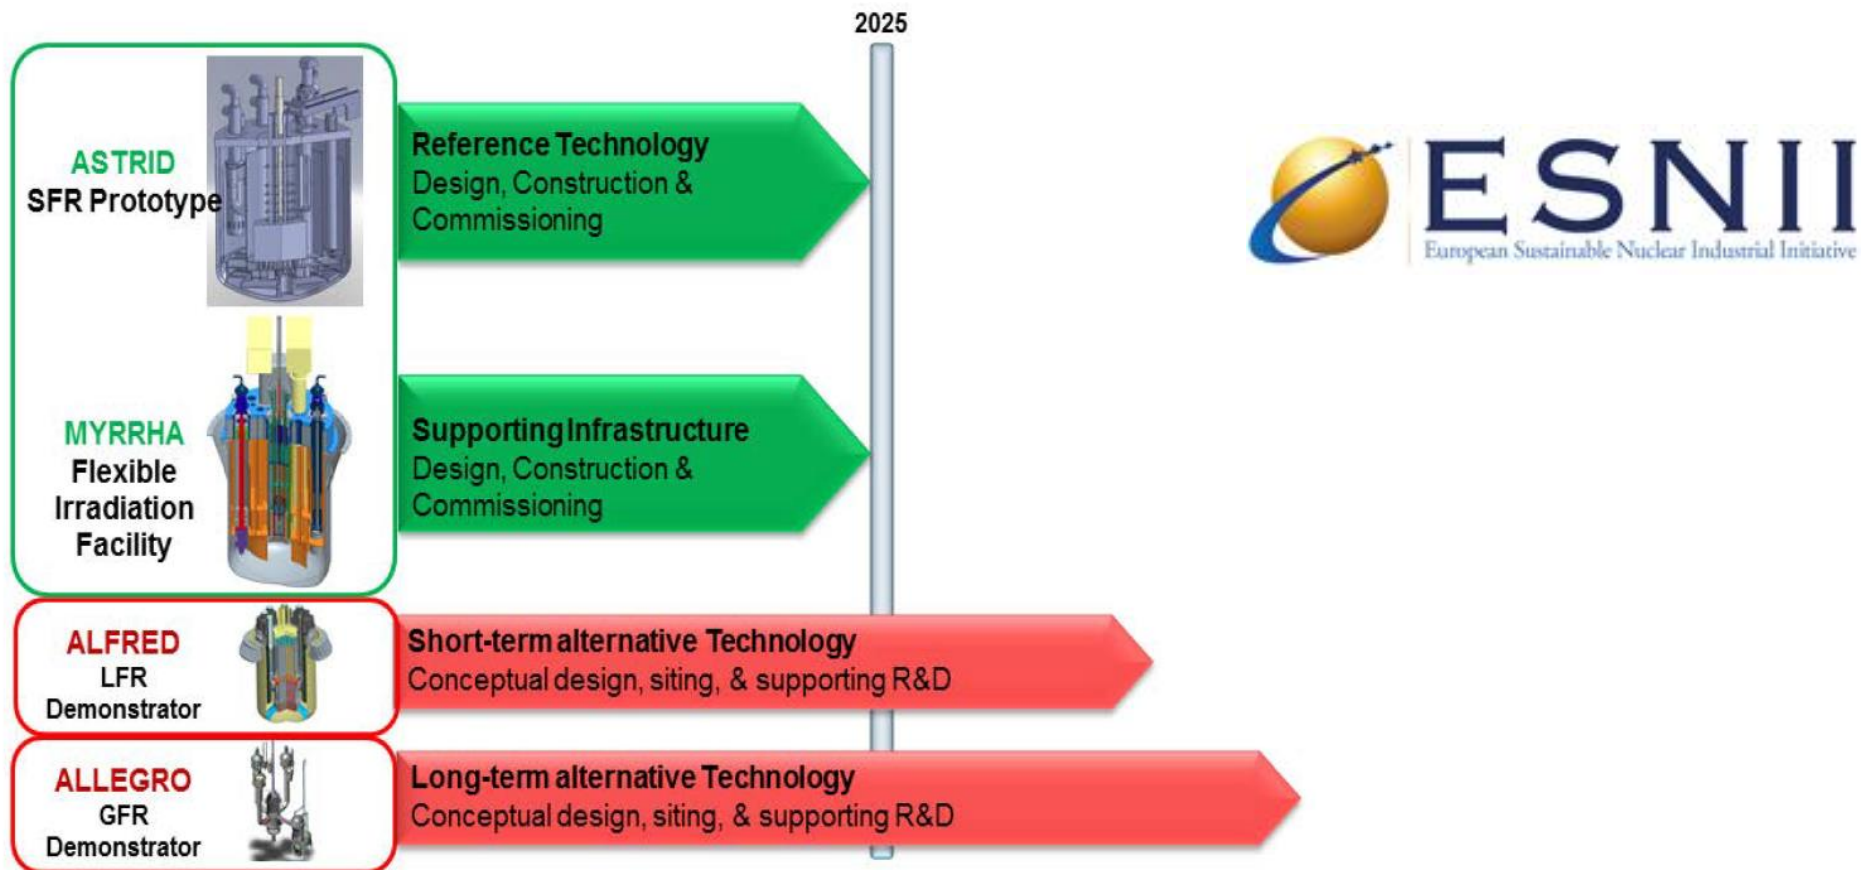 2025
ASTRID
SFR Prototype
Reference Technology
Design, Construction &
Commissioning
ESNII
European Sustainable Nuclear Industrial Initiative
MYRRHA
Flexible
Irradiation
Facility
Supporting Infrastructure
Design, Construction &
Commissioning
ALFRED
LFR
Demonstrator
Short-term alternative Technology
Conceptual design, siting, & supporting R&D
ALLEGRO
GFR
Demonstrator
Long-term alternative Technology
Conceptual design, siting, & supporting R&D